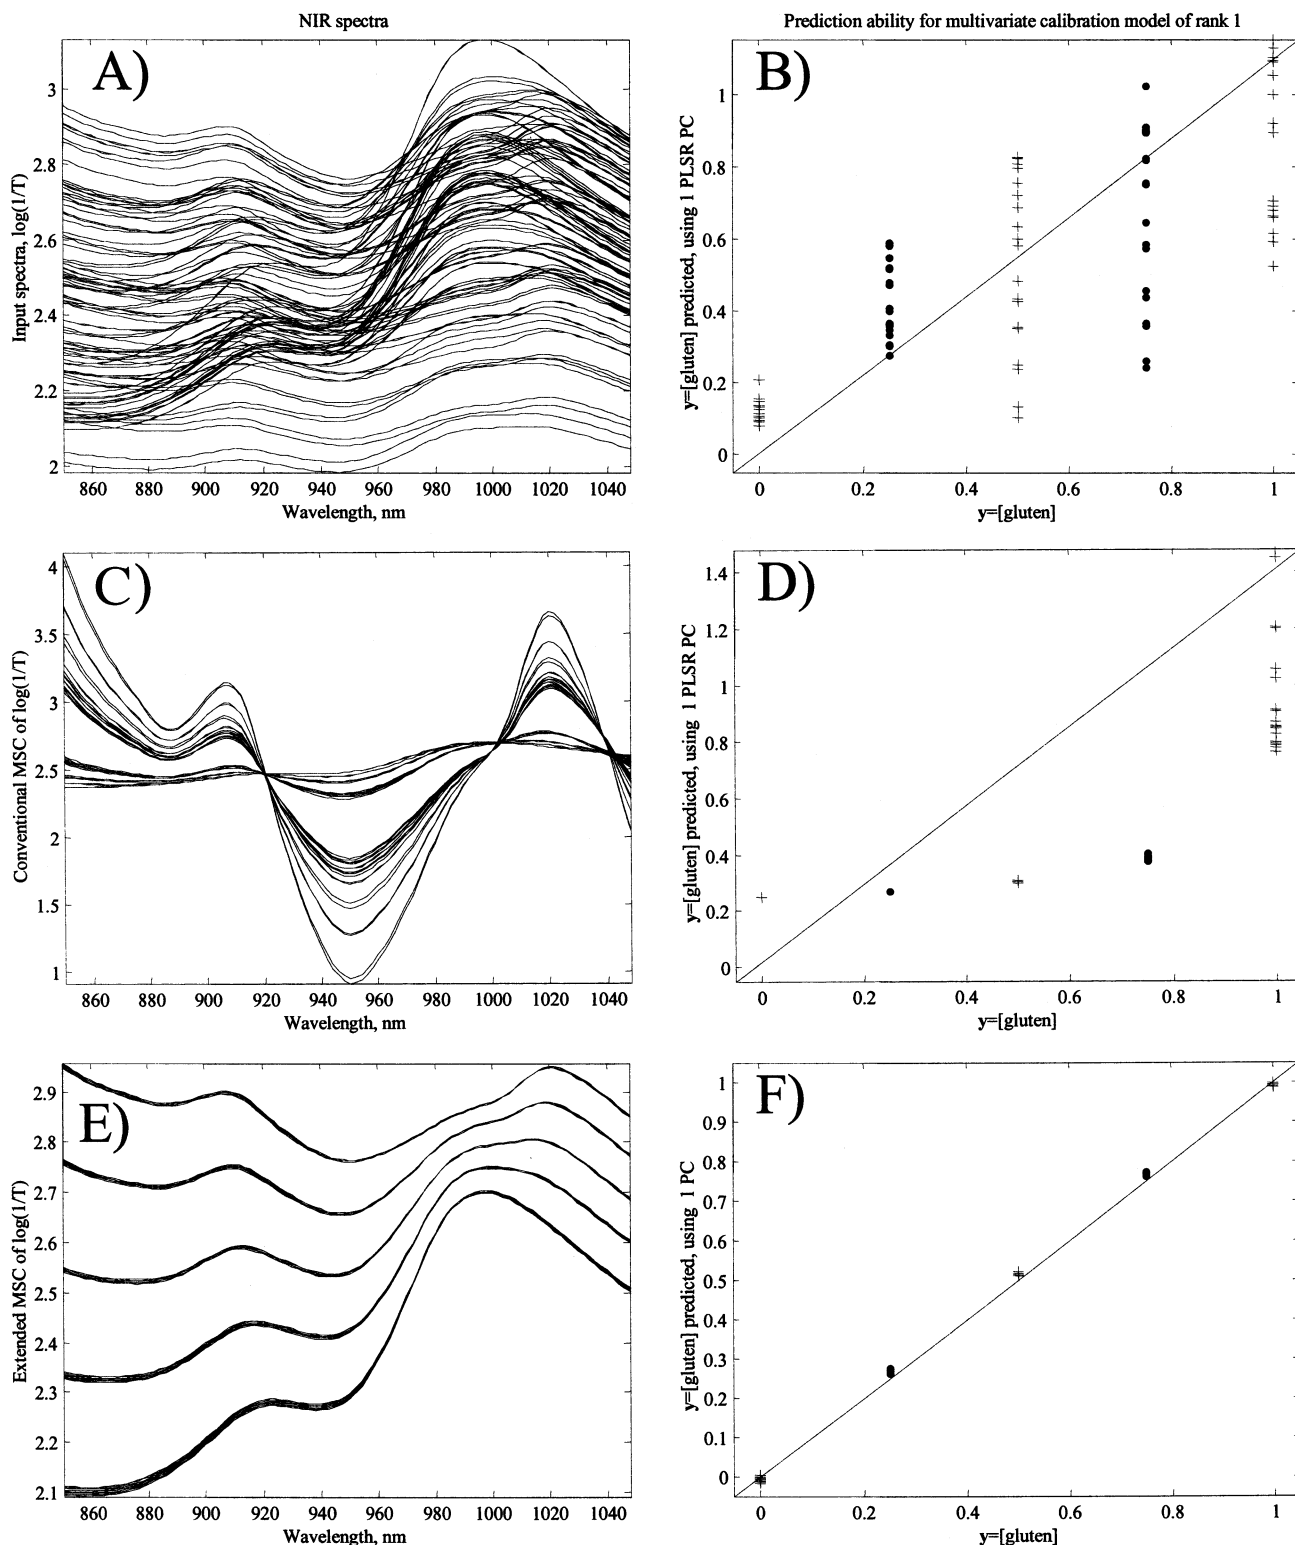 NIR spectra
Prediction ability for multivariate calibration model of rank 1
A)
Input spectra, log(1/T)
3
2.8
2.6
2.4
2.2
2
860 880 900 920 940 960 980 1000 1020 1040
Wavelength, nm
B)
y=[gluten] predicted, using 1 PLSR PC
1
0.8
0.6
0.4
0.2
0
0 0.2 0.4 0.6 0.8 1
y=[gluten]
C)
Conventional MSC of log(1/T)
4
3.5
3
2.5
2
1.5
1
860 880 900 920 940 960 980 1000 1020 1040
Wavelength, nm
D)
y=[gluten] predicted, using 1 PLSR PC
1.4
1.2
1
0.8
0.6
0.4
0.2
0
0 0.2 0.4 0.6 0.8 1
y=[gluten]
E)
Extended MSC of log(1/T)
2.9
2.8
2.7
2.6
2.5
2.4
2.3
2.2
2.1
860 880 900 920 940 960 980 1000 1020 1040
Wavelength, nm
F)
y=[gluten] predicted, using 1 PC
1
0.9
0.8
0.7
0.6
0.5
0.4
0.3
0.2
0.1
0
0 0.2 0.4 0.6 0.8 1
y=[gluten]